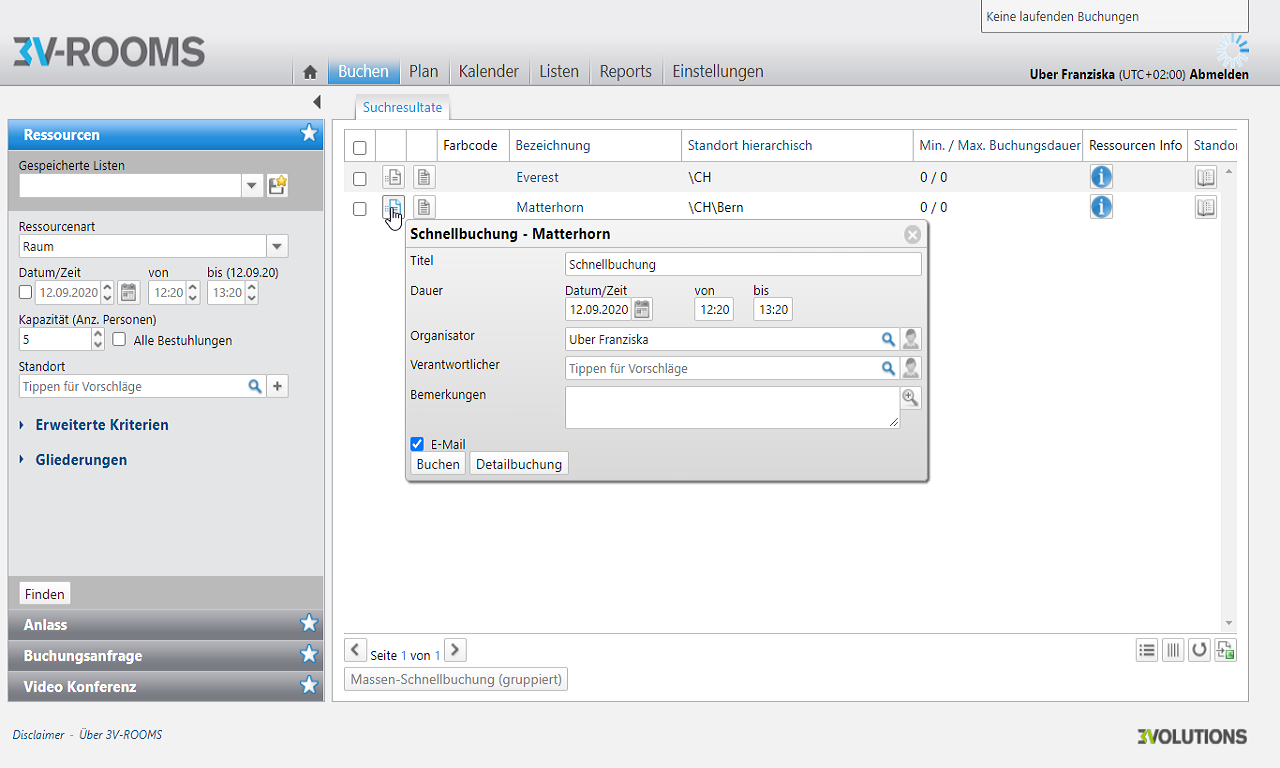 Keine laufenden Buchungen
3V-ROOMS
Buchen Plan Kalender Listen Reports Einstellungen
Uber Franziska (UTC+02:00) Abmelden
Ressourcen
Gespeicherte Listen
Ressourcenart
Raum
Datum/Zeit von bis (12.09.20)
12.09.2020 12:20 13:20
Kapazität (Anz. Personen)
5 Alle Bestuhlungen
Standort
Tippen für Vorschläge
Erweiterte Kriterien
Gliederungen
Finden
Anlass
Buchungsanfrage
Video Konferenz
Suchresultate
Farbcode Bezeichnung Standort hierarchisch Min. / Max. Buchungsdauer Ressourcen Info Standor
Everest \CH 0 / 0
Matterhorn \CH\Bern 0 / 0
Schnellbuchung - Matterhorn
Titel Schnellbuchung
Dauer Datum/Zeit von bis
12.09.2020 12:20 13:20
Organisator Uber Franziska
Verantwortlicher Tippen für Vorschläge
Bemerkungen
E-Mail
Buchen Detailbuchung
Seite 1 von 1
Massen-Schnellbuchung (gruppiert)
Disclaimer - Über 3V-ROOMS
3VOLUTIONS